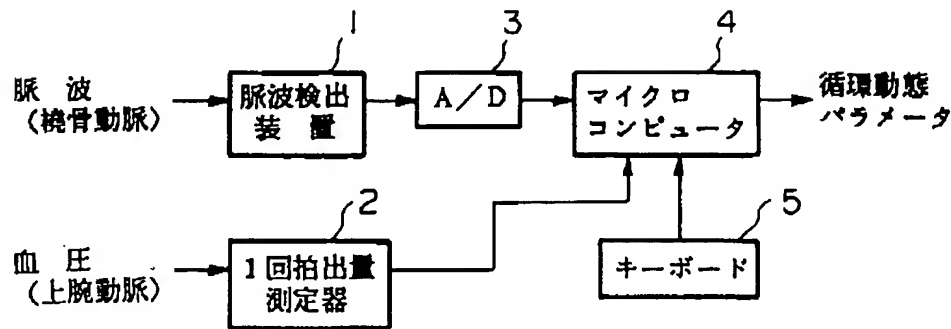 1
3
4
脈 波
(橈骨動脈)
脈波検出
装 置
A/D
マイクロ
コンピュータ
循環動態
パラメータ
2
5
血 圧
(上腕動脈)
1回拍出量
測定器
キーボード